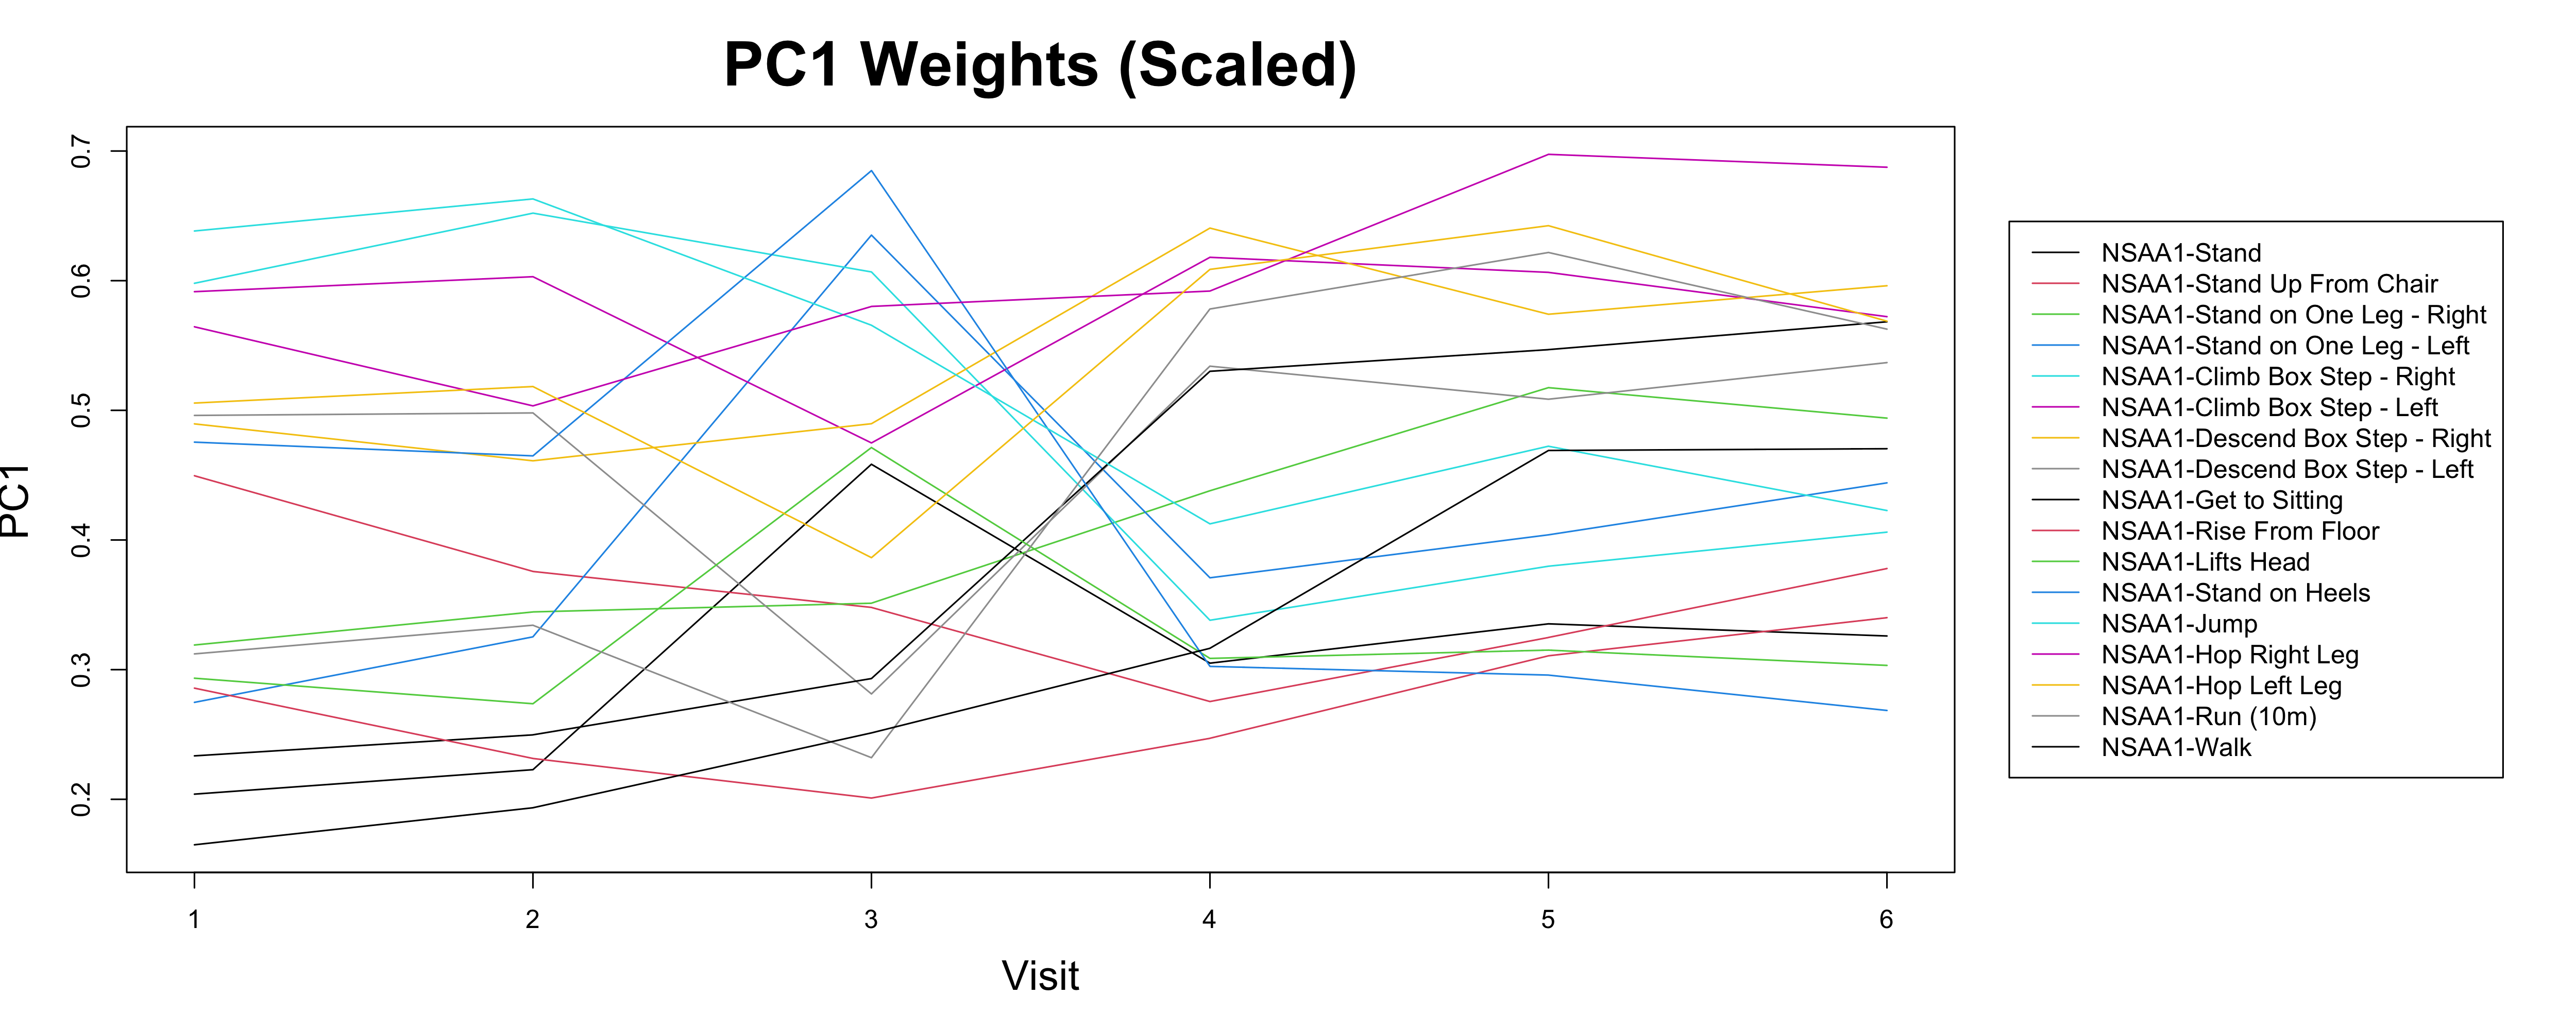 PC1 Weights (Scaled)
0.7
0.6
0.5
0.4
0.3
0.2
PC1
1 2 3 4 5 6
Visit
NSAA1-Stand
NSAA1-Stand Up From Chair
NSAA1-Stand on One Leg - Right
NSAA1-Stand on One Leg - Left
NSAA1-Climb Box Step - Right
NSAA1-Climb Box Step - Left
NSAA1-Descend Box Step - Right
NSAA1-Descend Box Step - Left
NSAA1-Get to Sitting
NSAA1-Rise From Floor
NSAA1-Lifts Head
NSAA1-Stand on Heels
NSAA1-Jump
NSAA1-Hop Right Leg
NSAA1-Hop Left Leg
NSAA1-Run (10m)
NSAA1-Walk